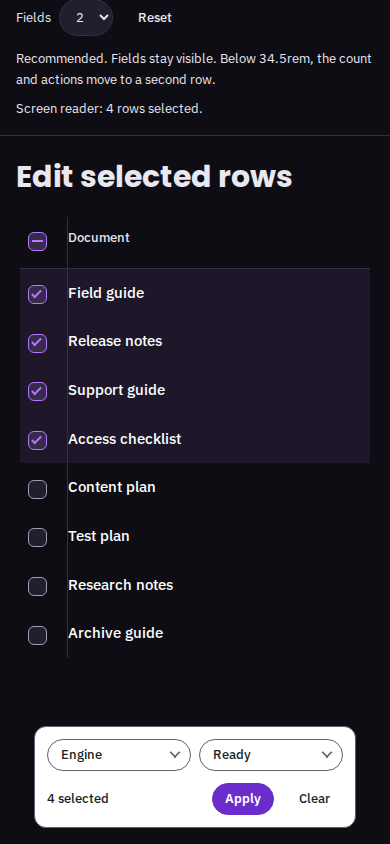 Fields 2 Reset
Recommended. Fields stay visible. Below 34.5rem, the count
and actions move to a second row.
Screen reader: 4 rows selected.
Edit selected rows
Document
Field guide
Release notes
Support guide
Access checklist
Content plan
Test plan
Research notes
Archive guide
Engine Ready
4 selected Apply Clear